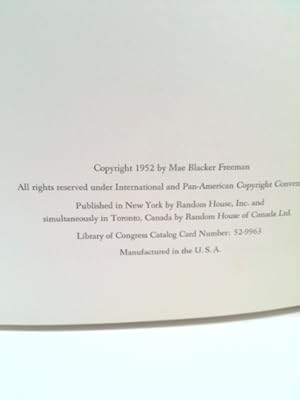 Copyright 1952 by Mae Blacker Freeman
All rights reserved under International and Pan-American Copyright Conven
Published in New York by Random House, Inc. and
simultaneously in Toronto, Canada by Random House of Canada Ltd.
Library of Congress Catalog Card Number: 52-9963
Manufactured in the U. S. A.